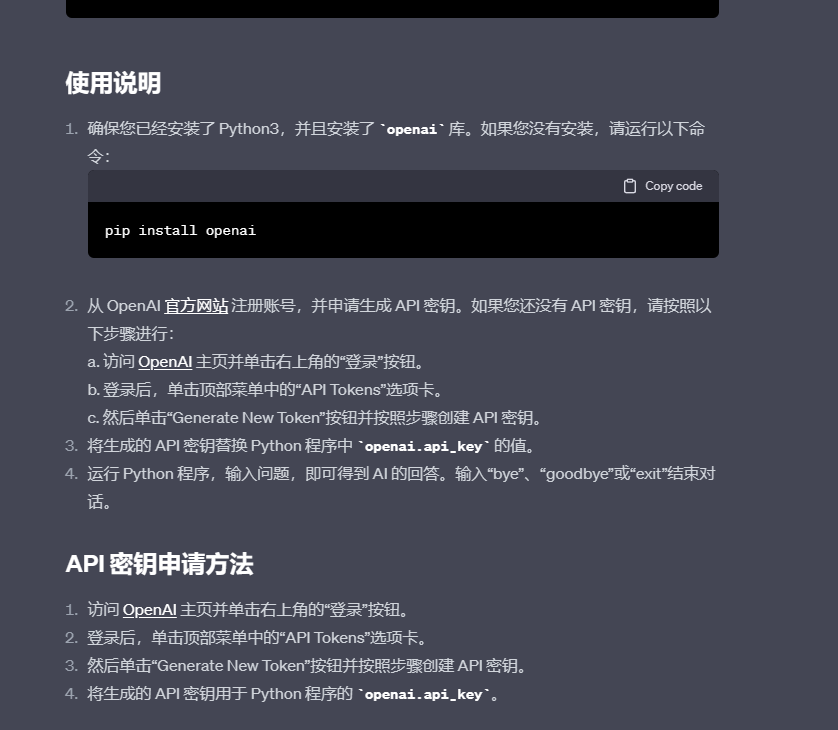 使用说明
1. 确保您已经安装了 Python3，并且安装了 `openai` 库。如果您没有安装，请运行以下命
令：
Copy code
pip install openai
2. 从 OpenAI 官方网站 注册账号，并申请生成 API 密钥。如果您还没有 API 密钥，请按照以
下步骤进行：
a. 访问 OpenAI 主页并单击右上角的“登录”按钮。
b. 登录后，单击顶部菜单中的“API Tokens”选项卡。
c. 然后单击“Generate New Token”按钮并按照步骤创建 API 密钥。
3. 将生成的 API 密钥替换 Python 程序中 `openai.api_key` 的值。
4. 运行 Python 程序，输入问题，即可得到 AI 的回答。输入“bye”、“goodbye”或“exit”结束对
话。
API 密钥申请方法
1. 访问 OpenAI 主页并单击右上角的“登录”按钮。
2. 登录后，单击顶部菜单中的“API Tokens”选项卡。
3. 然后单击“Generate New Token”按钮并按照步骤创建 API 密钥。
4. 将生成的 API 密钥用于 Python 程序的 `openai.api_key`。